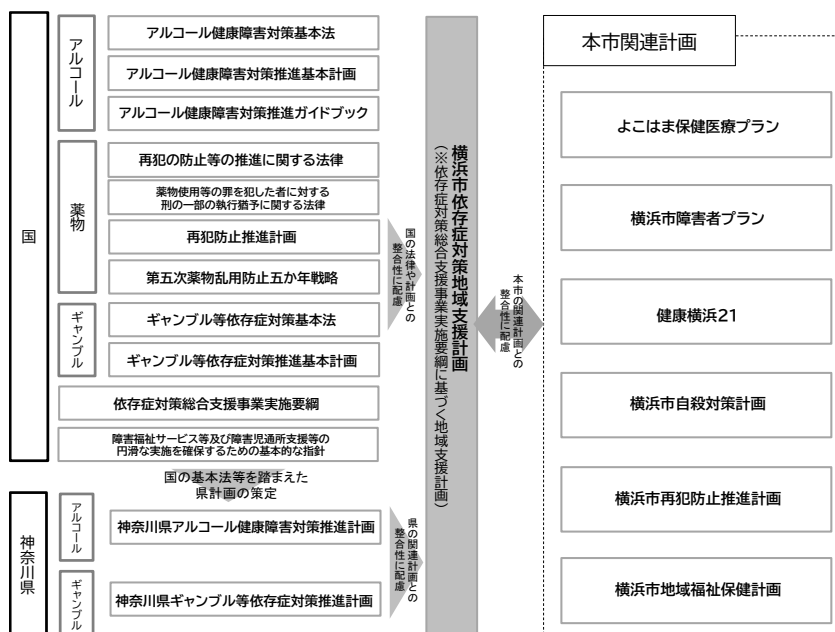 国
アルコール
アルコール健康障害対策基本法
アルコール健康障害対策推進基本計画
アルコール健康障害対策推進ガイドブック
薬物
再犯の防止等の推進に関する法律
薬物使用等の罪を犯した者に対する
刑の一部の執行猶予に関する法律
再犯防止推進計画
第五次薬物乱用防止五か年戦略
ギャンブル
ギャンブル等依存症対策基本法
ギャンブル等依存症対策推進基本計画
依存症対策総合支援事業実施要綱
障害福祉サービス等及び障害児通所支援等の
円滑な実施を確保するための基本的な指針
国の基本法等を踏まえた
県計画の策定
神奈川県
アルコール
神奈川県アルコール健康障害対策推進計画
ギャンブル
神奈川県ギャンブル等依存症対策推進計画
国の法律や計画との
整合性に配慮
県の関連計画との
整合性に配慮
横浜市依存症対策地域支援計画
(※依存症対策総合支援事業実施要綱に基づく地域支援計画)
本市の関連計画との
整合性に配慮
本市関連計画
よこはま保健医療プラン
横浜市障害者プラン
健康横浜21
横浜市自殺対策計画
横浜市再犯防止推進計画
横浜市地域福祉保健計画